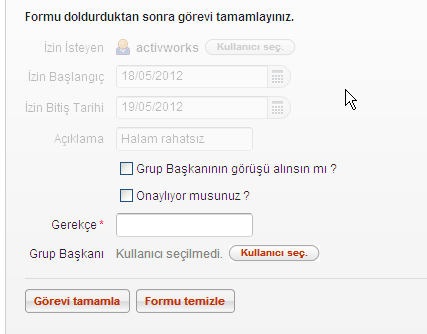 Formu doldurduktan sonra görevi tamamlayınız.
İzin İsteyen activworks Kullanıcı seç.
İzin Başlangıç 18/05/2012
İzin Bitiş Tarihi 19/05/2012
Açıklama Halam rahatsız
Grup Başkanının görüşü alınsın mı ?
Onaylıyor musunuz ?
Gerekçe *
Grup Başkanı Kullanıcı seçilmedi. Kullanıcı seç.
Görevi tamamla Formu temizle